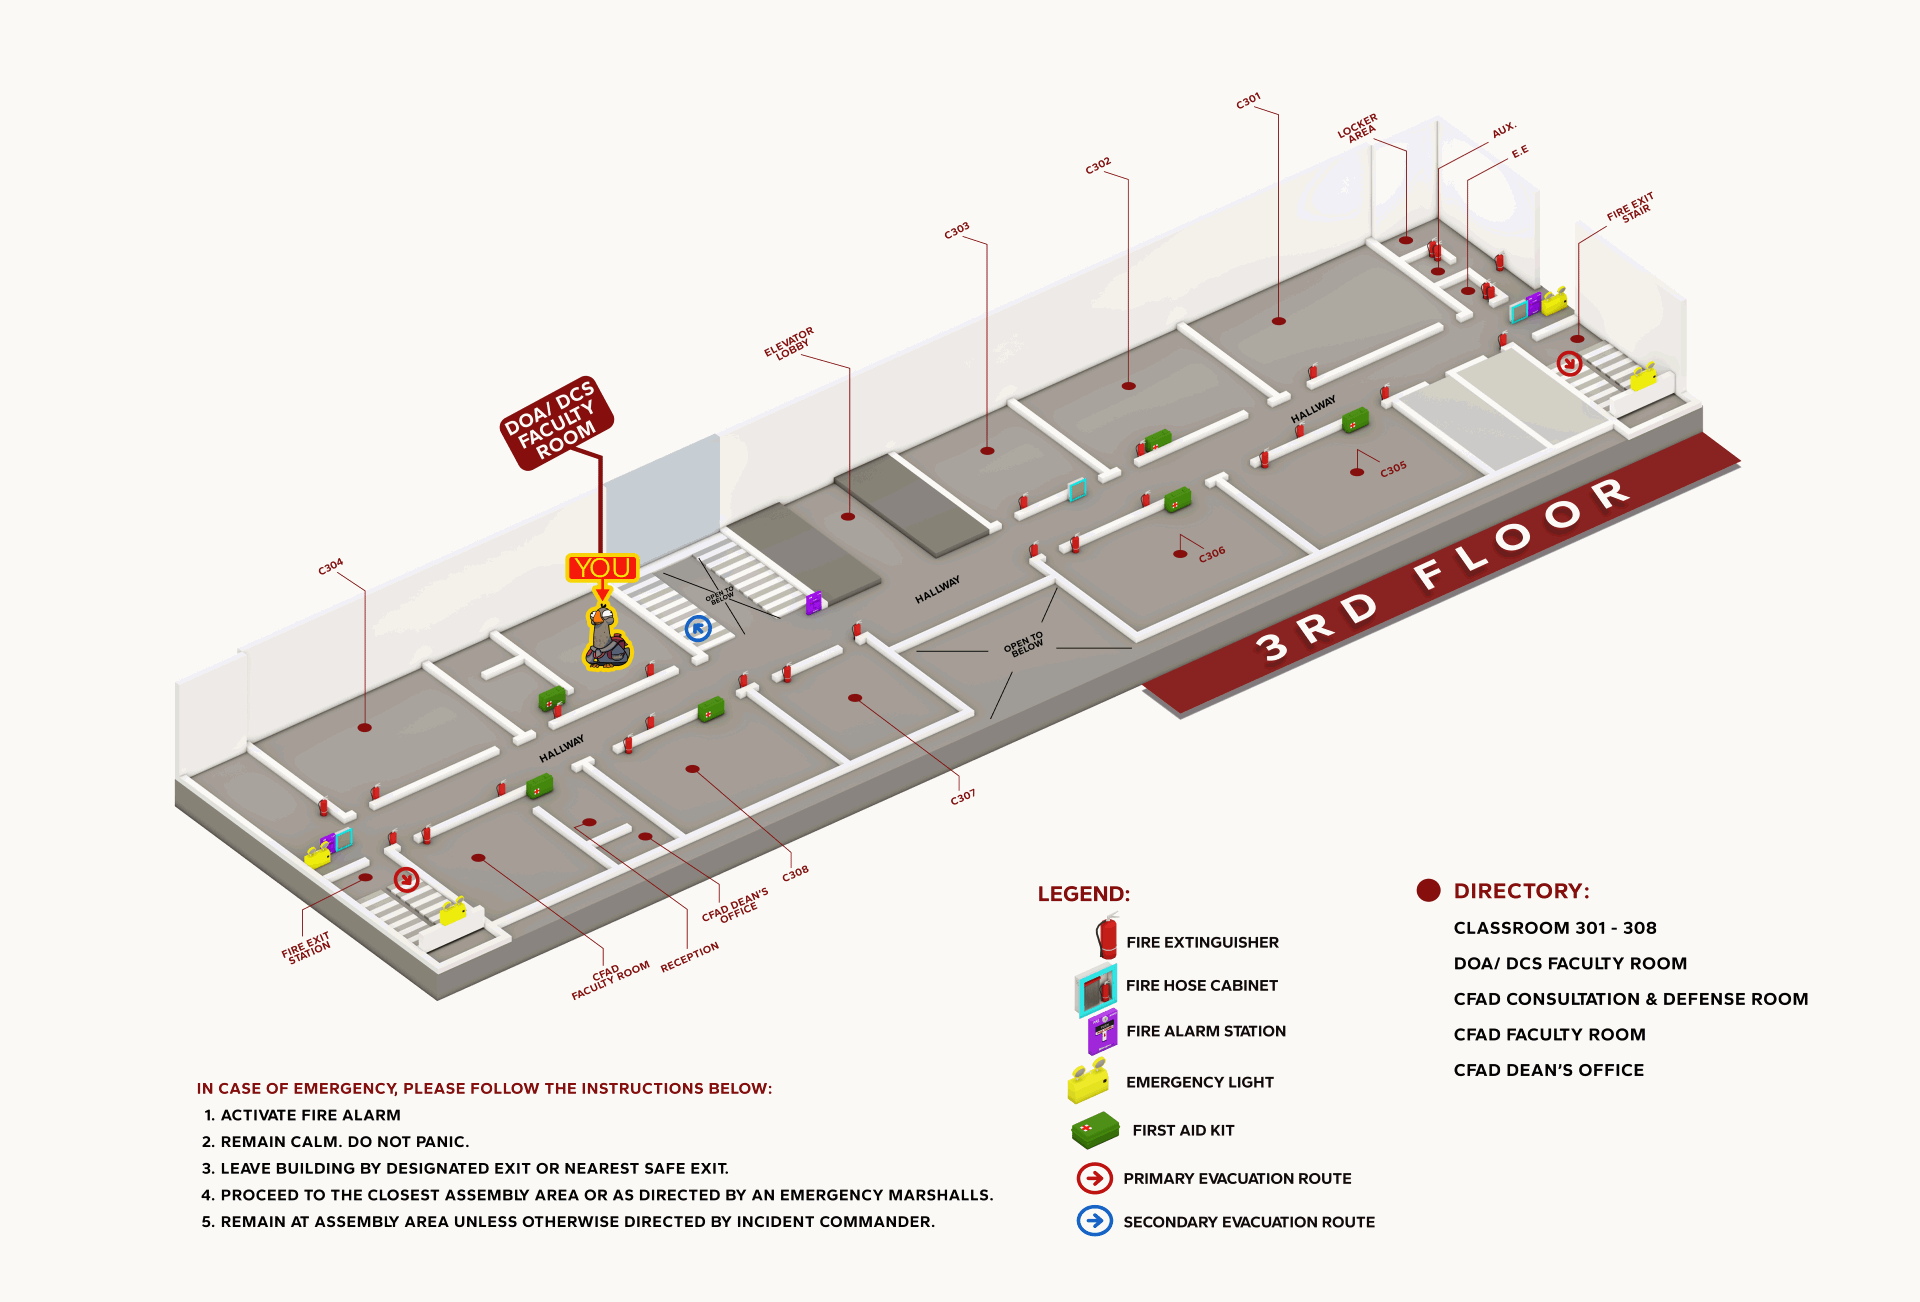 C301
LOCKER
AREA
AUX.
E.E
C302
FIRE EXIT
STAIR
C303
ELEVATOR
LOBBY
DOA/ DCS
FACULTY
ROOM
HALLWAY
C305
C304
YOU
C306
OPEN TO
BELOW
HALLWAY
OPEN TO
BELOW
3RD FLOOR
HALLWAY
C307
C308
CFAD DEAN'S
OFFICE
FIRE EXIT
STATION
RECEPTION
CFAD
FACULTY ROOM
LEGEND:
FIRE EXTINGUISHER
FIRE HOSE CABINET
FIRE ALARM STATION
EMERGENCY LIGHT
FIRST AID KIT
PRIMARY EVACUATION ROUTE
SECONDARY EVACUATION ROUTE
DIRECTORY:
CLASSROOM 301 - 308
DOA/ DCS FACULTY ROOM
CFAD CONSULTATION & DEFENSE ROOM
CFAD FACULTY ROOM
CFAD DEAN'S OFFICE
IN CASE OF EMERGENCY, PLEASE FOLLOW THE INSTRUCTIONS BELOW:
1. ACTIVATE FIRE ALARM
2. REMAIN CALM. DO NOT PANIC.
3. LEAVE BUILDING BY DESIGNATED EXIT OR NEAREST SAFE EXIT.
4. PROCEED TO THE CLOSEST ASSEMBLY AREA OR AS DIRECTED BY AN EMERGENCY MARSHALLS.
5. REMAIN AT ASSEMBLY AREA UNLESS OTHERWISE DIRECTED BY INCIDENT COMMANDER.